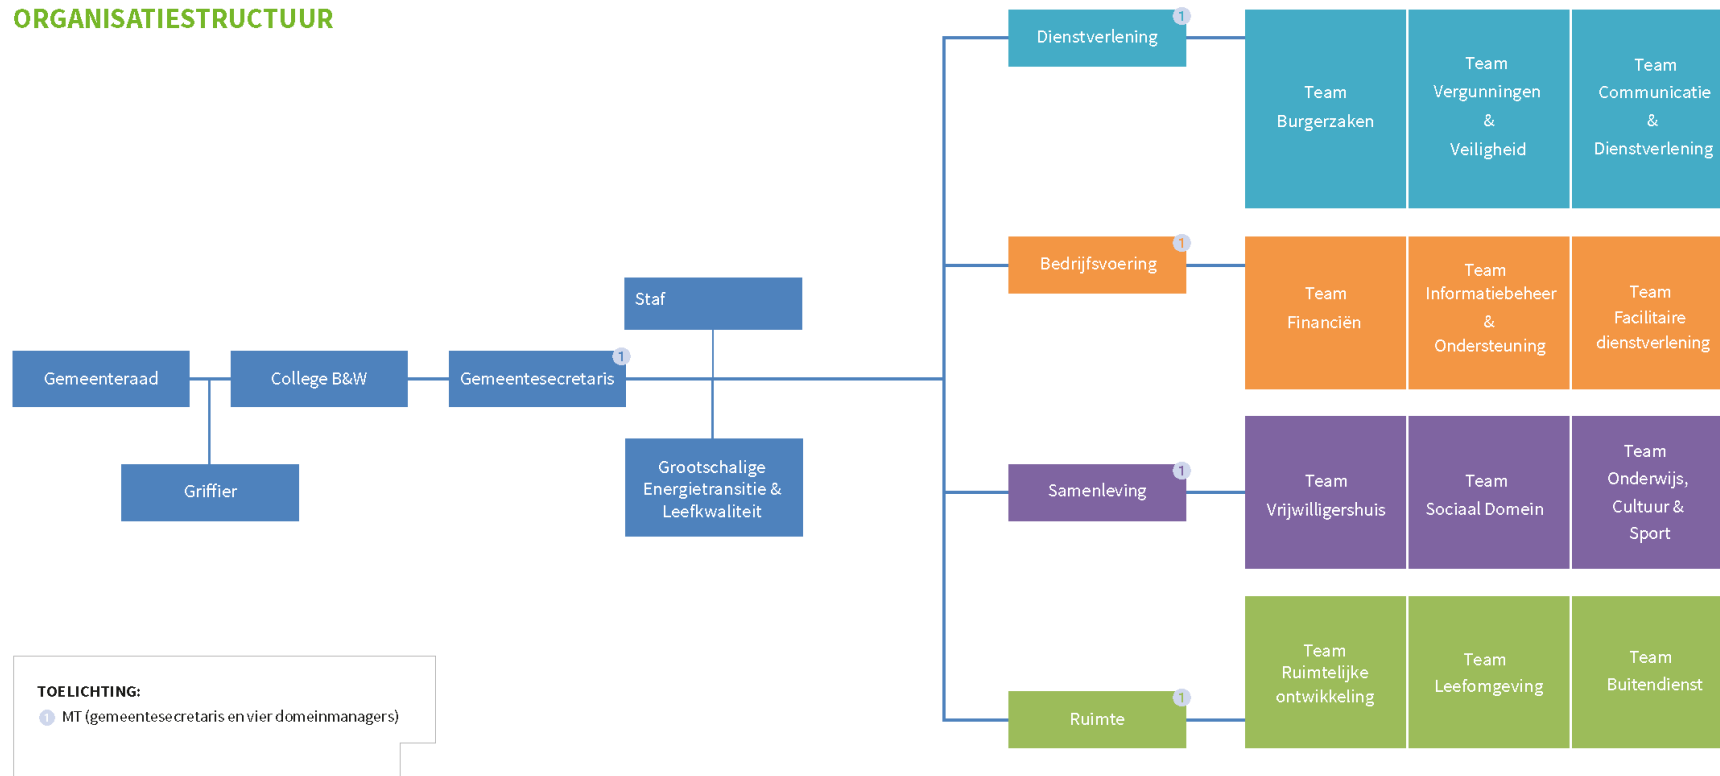 ORGANISATIESTRUCTUUR
Dienstverlening
1
Team
Burgerzaken
Team
Vergunningen
&
Veiligheid
Team
Communicatie
&
Dienstverlening
Bedrijfsvoering
1
Team
Financiën
Team
Informatiebeheer
&
Ondersteuning
Team
Facilitaire
dienstverlening
Staf
Gemeenteraad
College B&W
Gemeentesecretaris
1
Griffier
Grootschalige
Energietransitie &
Leefkwaliteit
Samenleving
1
Team
Vrijwilligershuis
Team
Sociaal Domein
Team
Onderwijs,
Cultuur &
Sport
Ruimte
1
Team
Ruimtelijke
ontwikkeling
Team
Leefomgeving
Team
Buitendienst
TOELICHTING:
1 MT (gemeentesecretaris en vier domeinmanagers)